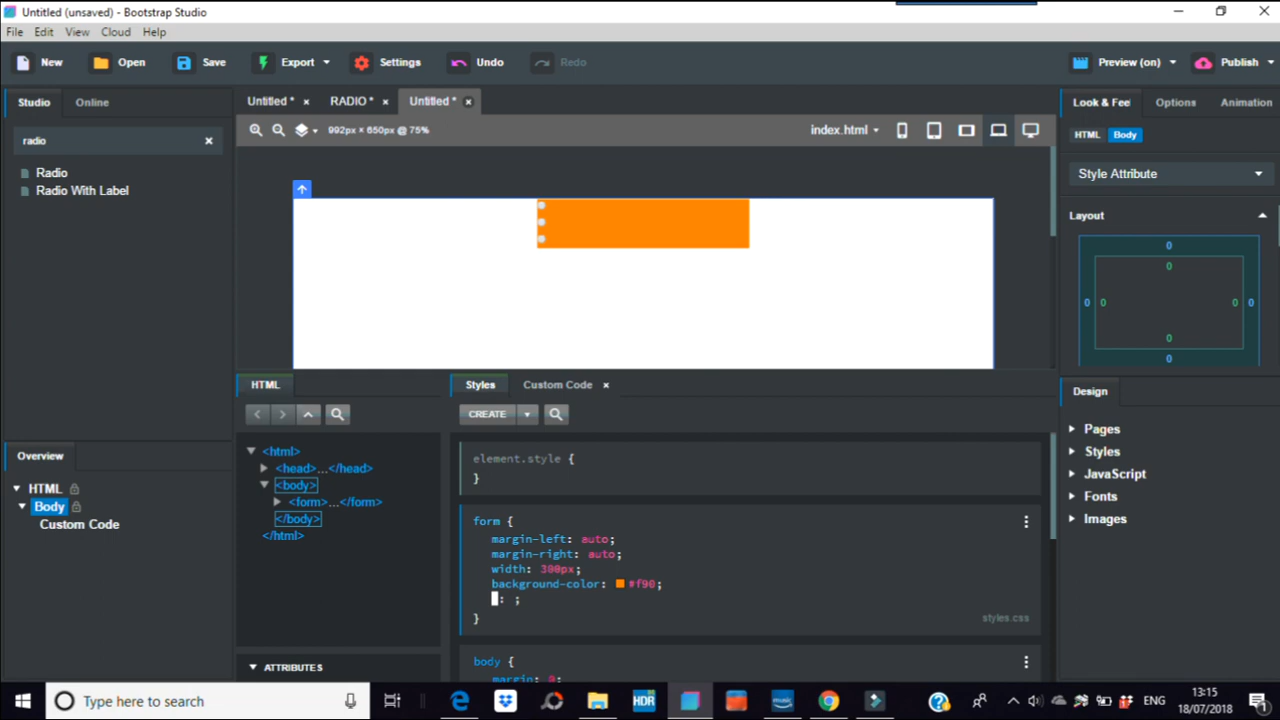 Untitled (unsaved) - Bootstrap Studio
File Edit View Cloud Help
New Open Save Export Settings Undo Redo Preview (on) Publish
Studio Online
Untitled * × RADIO * × Untitled * ×
Look & Fee Options Animation
radio ×
992px × 650px @ 75%
index.html
HTML Body
Radio
Radio With Label
Style Attribute
Layout
0
0
0 0 0 0
0
0
HTML
Styles Custom Code ×
Design
CREATE
Pages
Styles
JavaScript
Fonts
Images
Overview
HTML
Body
Custom Code
<html>
<head>...</head>
<body>
<form>...</form>
</body>
</html>
ATTRIBUTES
element.style {
}
form {
margin-left: auto;
margin-right: auto;
width: 300px;
background-color: #f90;
: ;
}
styles.css
body {
margin: 0;
Type here to search
HDR
music
ENG
13:15
18/07/2018
1